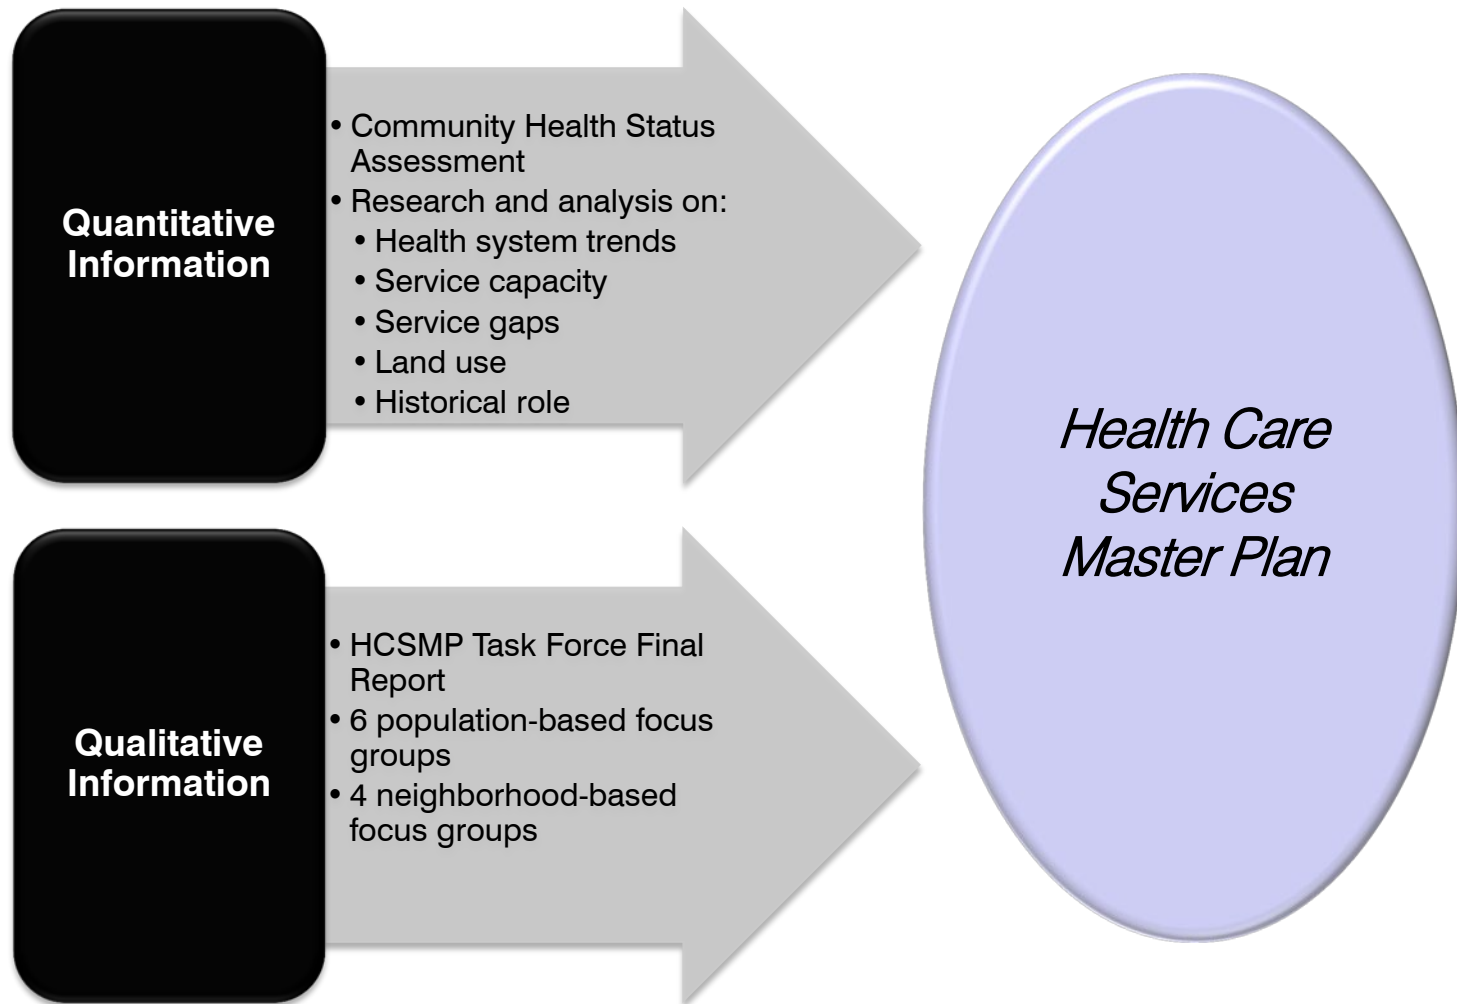 Quantitative
Information
• Community Health Status
Assessment
• Research and analysis on:
• Health system trends
• Service capacity
• Service gaps
• Land use
• Historical role
Qualitative
Information
• HCSMP Task Force Final
Report
• 6 population-based focus
groups
• 4 neighborhood-based
focus groups
Health Care
Services
Master Plan